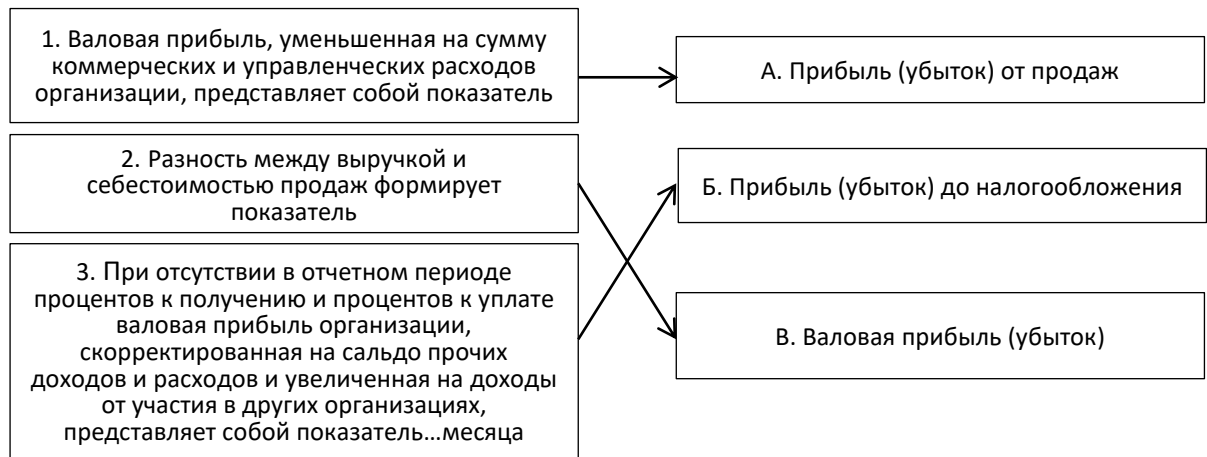 1. Валовая прибыль, уменьшенная на сумму
коммерческих и управленческих расходов
организации, представляет собой показатель
А. Прибыль (убыток) от продаж
2. Разность между выручкой и
себестоимостью продаж формирует
показатель
Б. Прибыль (убыток) до налогообложения
3. При отсутствии в отчетном периоде
процентов к получению и процентов к уплате
валовая прибыль организации,
скорректированная на сальдо прочих
доходов и расходов и увеличенная на доходы
от участия в других организациях,
представляет собой показатель...месяца
В. Валовая прибыль (убыток)